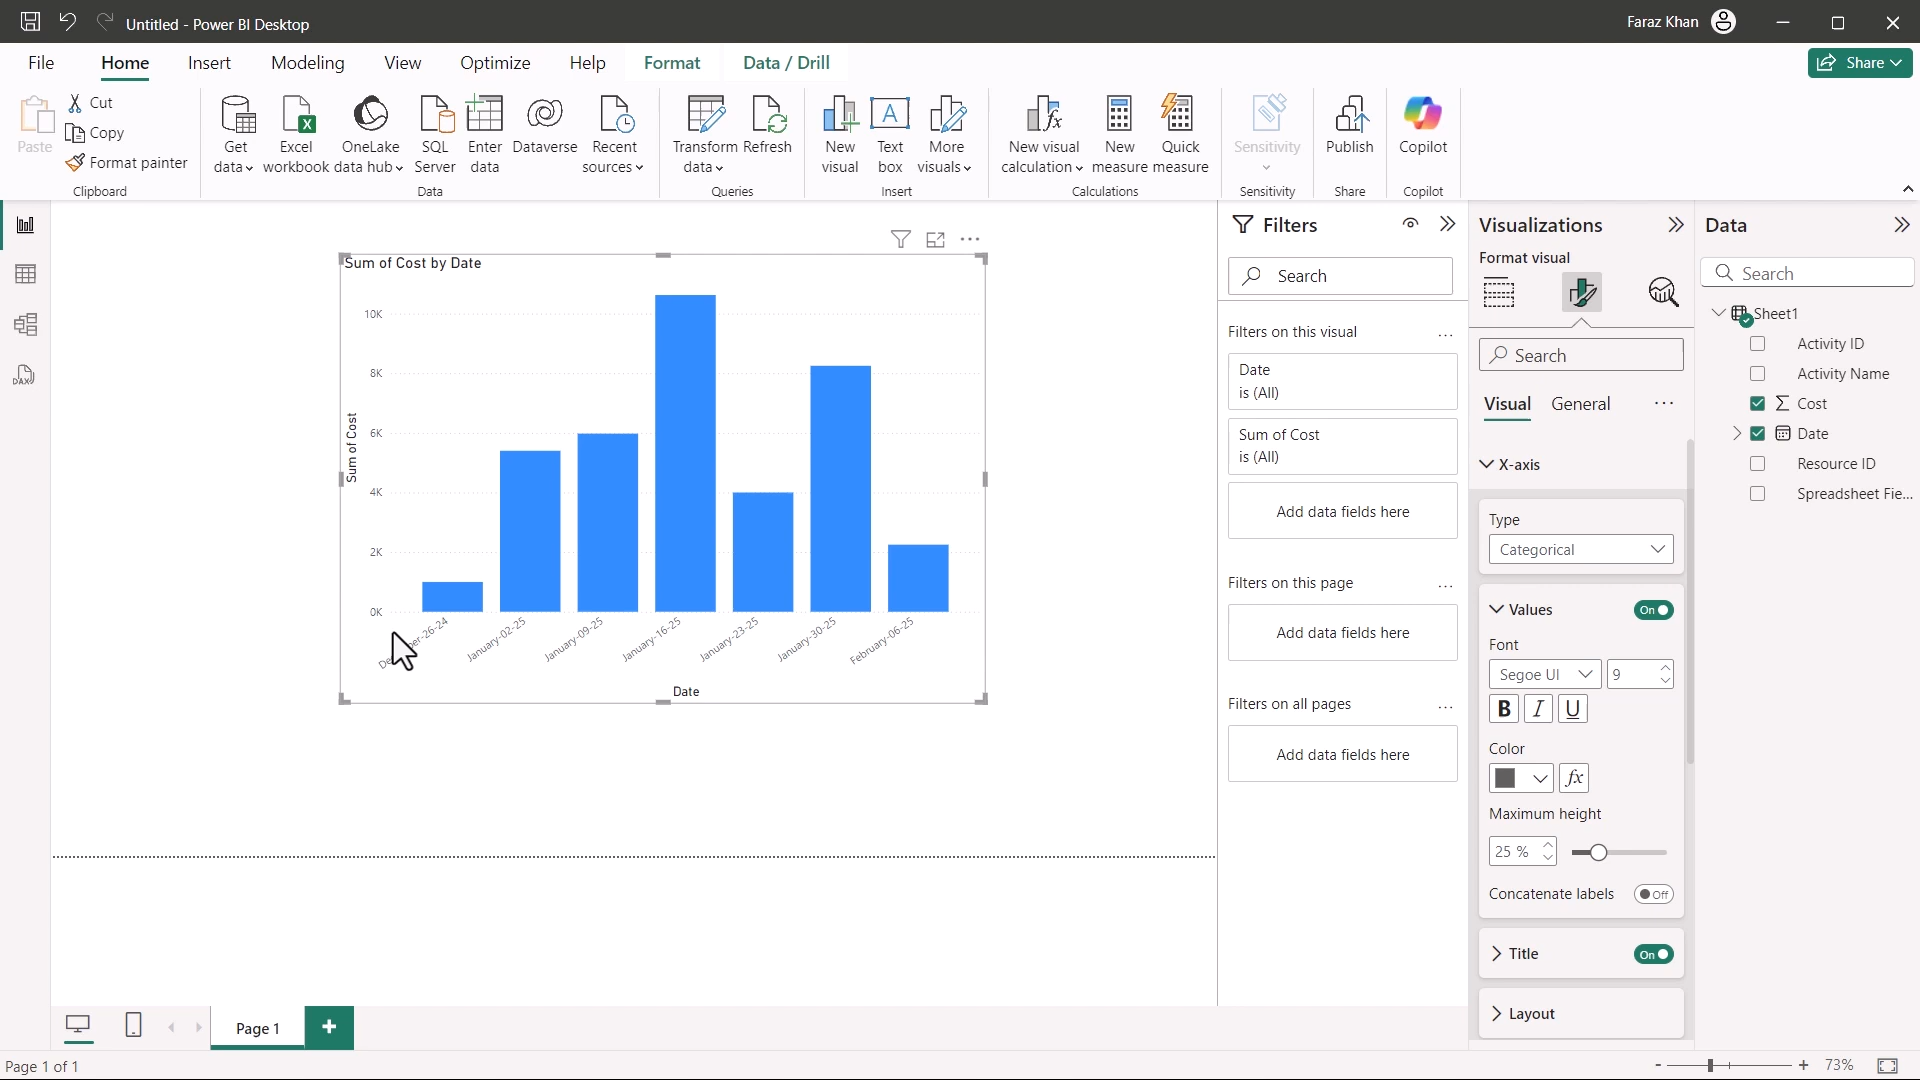 Untitled - Power BI Desktop
Faraz Khan
File
Home
Insert
Modeling
View
Optimize
Help
Format
Data / Drill
Share
Paste
Cut
Copy
Format painter
Clipboard
Get data
Excel workbook
OneLake data hub
SQL Server
Enter data
Dataverse
Recent sources
Data
Transform data
Refresh
Queries
New visual
Text box
More visuals
Insert
New visual calculation
New measure
Quick measure
Calculations
Sensitivity
Sensitivity
Publish
Share
Copilot
Copilot
DAX
Sum of Cost by Date
Sum of Cost
10K
8K
6K
4K
2K
0K
January-02-25
January-09-25
January-16-25
January-23-25
January-30-25
February-06-25
Date
Filters
Search
Filters on this visual
Date
is (All)
Sum of Cost
is (All)
Add data fields here
Filters on this page
Add data fields here
Filters on all pages
Add data fields here
Visualizations
Format visual
Search
Visual
General
X-axis
Type
Categorical
Values
On
Font
Segoe UI
9
B
I
U
Color
fx
Maximum height
25 %
Concatenate labels
Off
Title
On
Layout
Data
Search
Sheet1
Activity ID
Activity Name
Cost
Date
Resource ID
Spreadsheet Fie...
Page 1
Page 1 of 1
73%